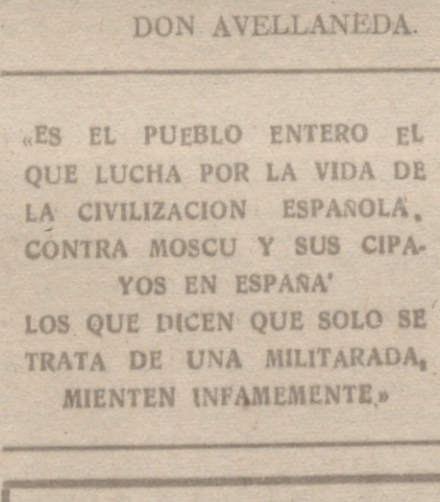 DON AVELLANEDA.
«ES EL PUEBLO ENTERO EL
QUE LUCHA POR LA VIDA DE
LA CIVILIZACION ESPAÑOLA,
CONTRA MOSCU Y SUS CIPA-
YOS EN ESPAÑA'
LOS QUE DICEN QUE SOLO SE
TRATA DE UNA MILITARADA,
MIENTEN INFAMEMENTE.»